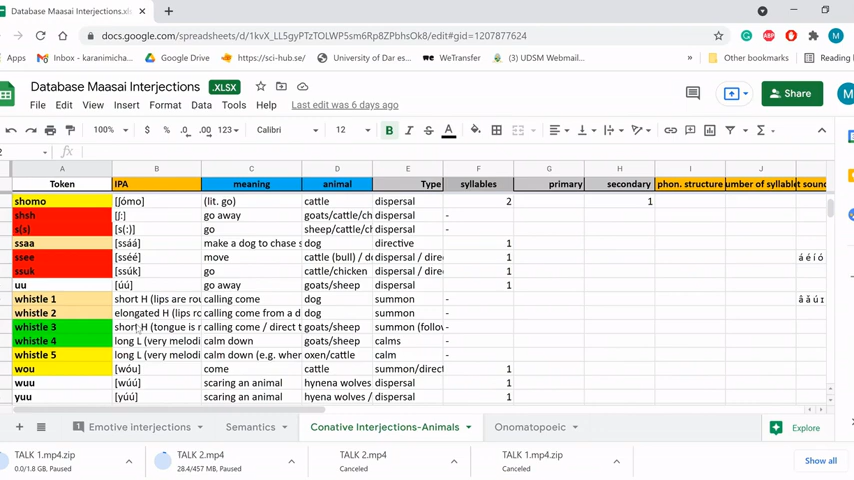 Database Maasai Interjections.
docs.google.com/spreadsheets/d/1kvX_LL5gyPTzTOLWP5sm6Rp8ZPbhsOk8/edit#gid=1207877624
Apps Inbox - karanimicha... Google Drive https://sci-hub.se/ University of Dar es... WeTransfer (3) UDSM Webmail... » Other bookmarks Reading
Database Maasai Interjections .XLSX
File Edit View Insert Format Data Tools Help Last edit was 6 days ago
Share
100% $ % .0 .00 123 Calibri 12 B I S A
fx
A B C D E F G H I J
Token IPA meaning animal Type syllables primary secondary phon. structure umber of syllable t sound
shomo [ʃómo] (lit. go) cattle dispersal 2 1
shsh [ʃː] go away goats/cattle/ch dispersal -
s(s) [s(ː)] go sheep/cattle/ch dispersal -
ssaa [ssáá] make a dog to chase s dog directive 1
ssee [sséé] move cattle (bull) / do dispersal / dire 1 á é í ó
ssuk [ssúk] go cattle/chicken dispersal / dire 1
uu [úú] go away goats/sheep dispersal 1
whistle 1 short H (lips are rou calling come dog summon -
whistle 2 elongated H (lips ro calling come from a d dog summon -
whistle 3 short H (tongue is r calling come / direct t goats/sheep summon (follow -
whistle 4 long L (very melodi calm down goats/sheep calms -
whistle 5 long L (very melodi calm down (e.g. wher oxen/cattle calm -
wou [wóu] come cattle summon/direct 1
wuu [wúú] scaring an animal hynena wolves dispersal 1
yuu [yúú] scaring an animal hyena wolves / dispersal 1
1 Emotive interjections Semantics Conative Interjections-Animals Onomatopoeic Explore
TALK 1.mp4.zip TALK 2.mp4 TALK 2.mp4 TALK 1.mp4.zip
0.0/1.8 GB, Paused 28.4/457 MB, Paused Canceled Canceled
Show all